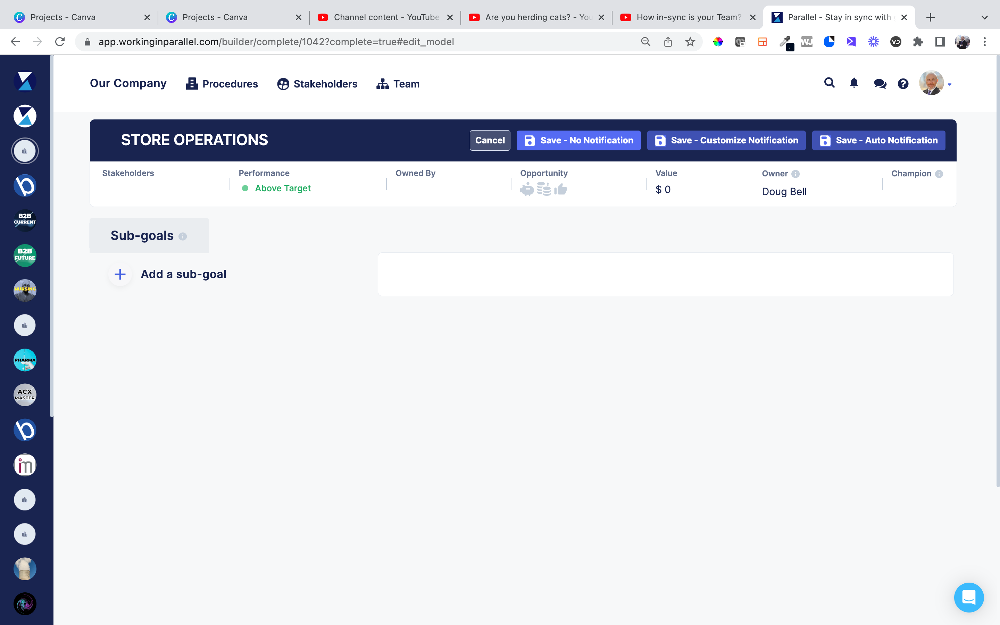 Projects - Canva
Projects - Canva
Channel content - YouTube
Are you herding cats? - You
How in-sync is your Team?
Parallel - Stay in sync with
app.workinginparallel.com/builder/complete/1042?complete=true#edit_model
Our Company
Procedures
Stakeholders
Team
STORE OPERATIONS
Cancel
Save - No Notification
Save - Customize Notification
Save - Auto Notification
Stakeholders
Performance
Above Target
Owned By
Opportunity
Value
$ 0
Owner
Doug Bell
Champion
Sub-goals
Add a sub-goal
B2B
CURRENT
B2B
FUTURE
NURSING
PHARMA
ACX
MASTER
im